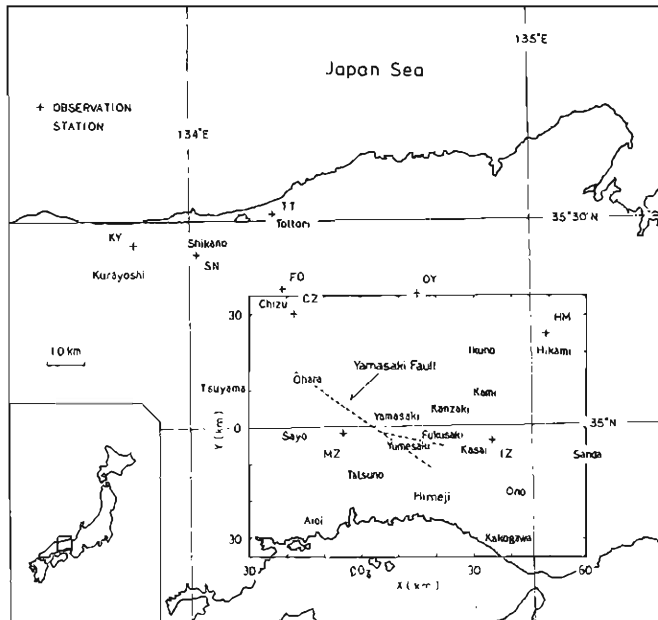 135°E
Japan Sea
+ OBSERVATION
STATION
134°E
TT
Tottori
35°30'N
KY
Shikano
SN
Kurayoshi
FO
OY
Chizu
CZ
30
HM
Ikuno
Hikami
10 km
Yamasaki Fault
Ōhara
Tsuyama
Kami
Y (km)
Yamasaki
Kanzaki
35°N
0
Sayo
Fukusaki
MZ
Yumesaki
Kasai
IZ
Sanda
Tatsuno
Himeji
Ono
Aioi
30
Kakogawa
30
0
30
60
X (km)